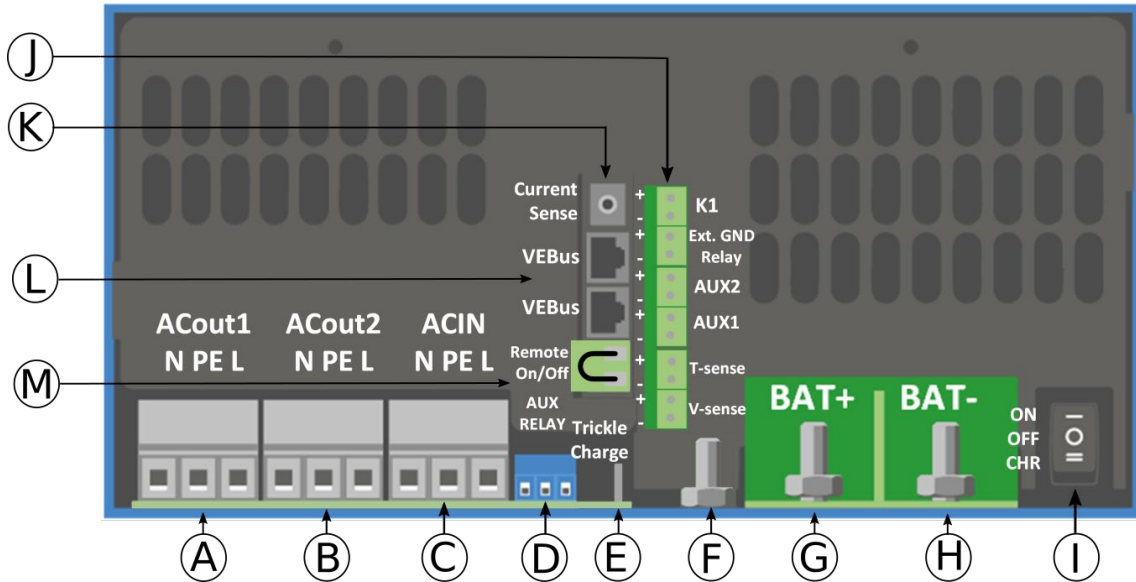 J
K
Current
Sense
+
-
K1
VEBus
+
-
Ext. GND
Relay
L
+
-
AUX2
VEBus
+
-
AUX1
ACout1
N PE L
ACout2
N PE L
ACIN
N PE L
M
Remote
On/Off
+
-
T-sense
AUX
RELAY
+
-
V-sense
Trickle
Charge
BAT+
BAT-
ON
OFF
CHR
A
B
C
D
E
F
G
H
I